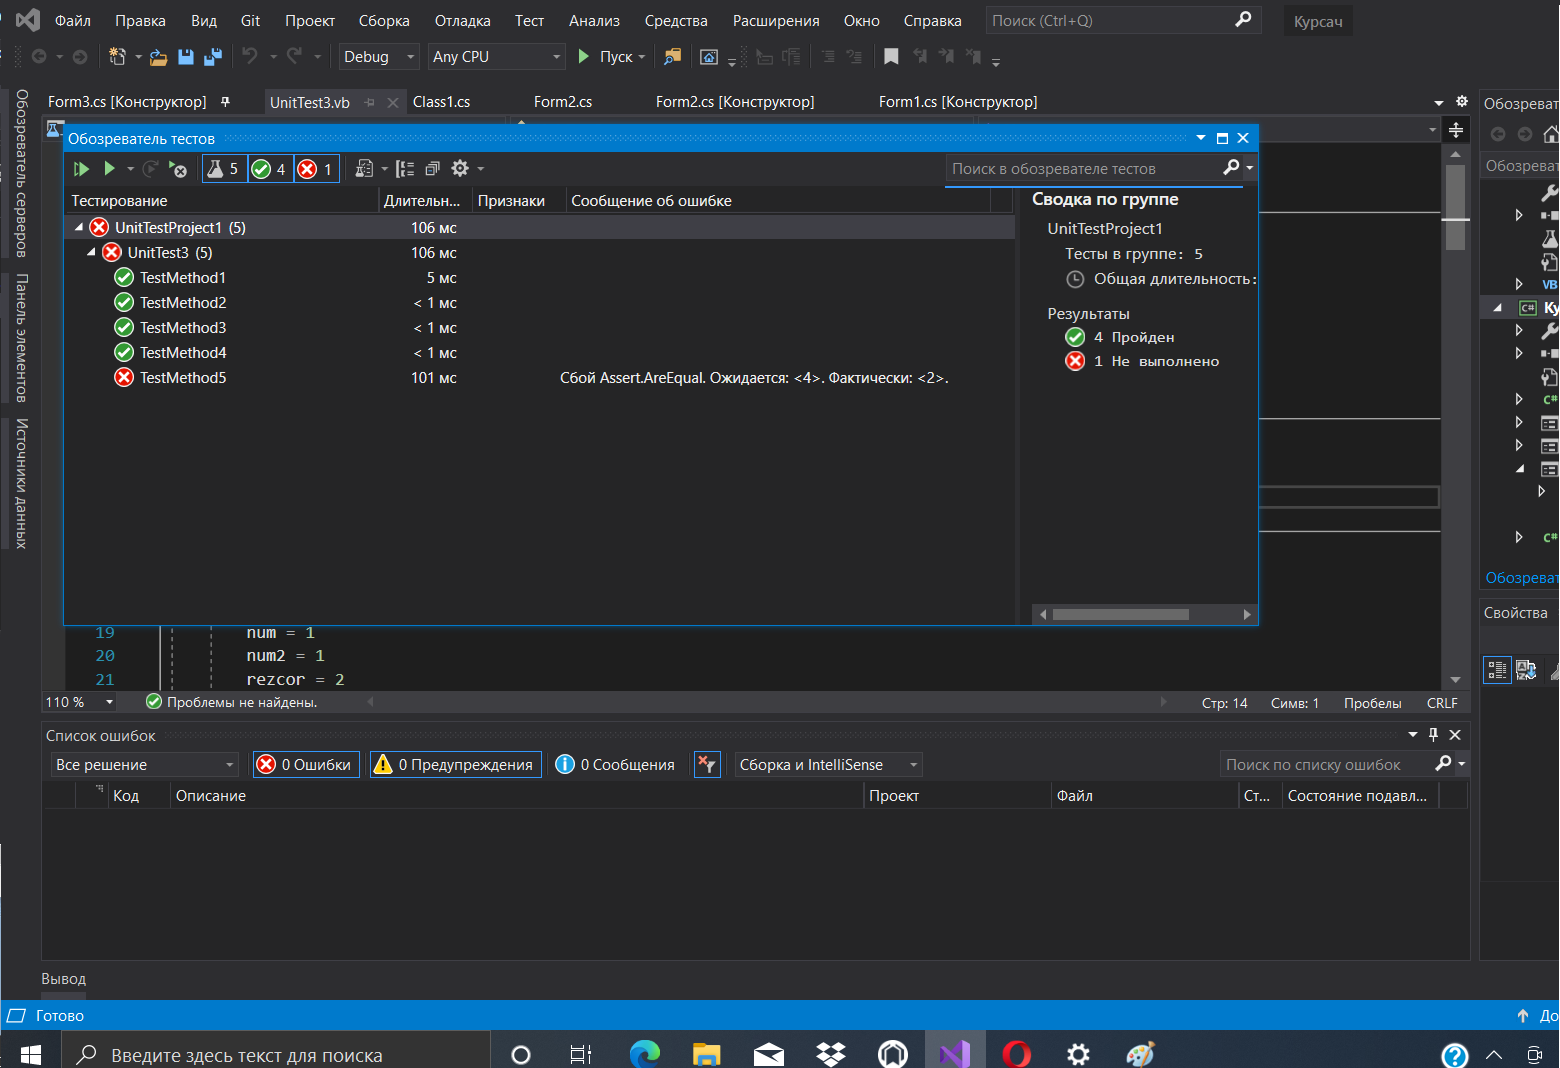 Файл Правка Вид Git Проект Сборка Отладка Тест Анализ Средства Расширения Окно Справка Поиск (Ctrl+Q) Курсач
Debug Any CPU Пуск
Form3.cs [Конструктор] UnitTest3.vb Class1.cs Form2.cs Form2.cs [Конструктор] Form1.cs [Конструктор]
Обозреватель серверов
Панель элементов
Источники данных
Обозреват
Обозреват
VB
C# Ку
C#
C#
Обозреват
Свойства
Обозреватель тестов
5 4 1 Поиск в обозревателе тестов
Тестирование Длительн... Признаки Сообщение об ошибке
UnitTestProject1 (5) 106 мс
UnitTest3 (5) 106 мс
TestMethod1 5 мс
TestMethod2 < 1 мс
TestMethod3 < 1 мс
TestMethod4 < 1 мс
TestMethod5 101 мс Сбой Assert.AreEqual. Ожидается: <4>. Фактически: <2>.
Сводка по группе
UnitTestProject1
Тесты в группе: 5
Общая длительность:
Результаты
4 Пройден
1 Не выполнено
19 num = 1
20 num2 = 1
21 rezcor = 2
110 % Проблемы не найдены. Стр: 14 Симв: 1 Пробелы CRLF
Список ошибок
Все решение 0 Ошибки 0 Предупреждения 0 Сообщения Сборка и IntelliSense Поиск по списку ошибок
Код Описание Проект Файл Ст... Состояние подавл...
Вывод
Готово До
Введите здесь текст для поиска